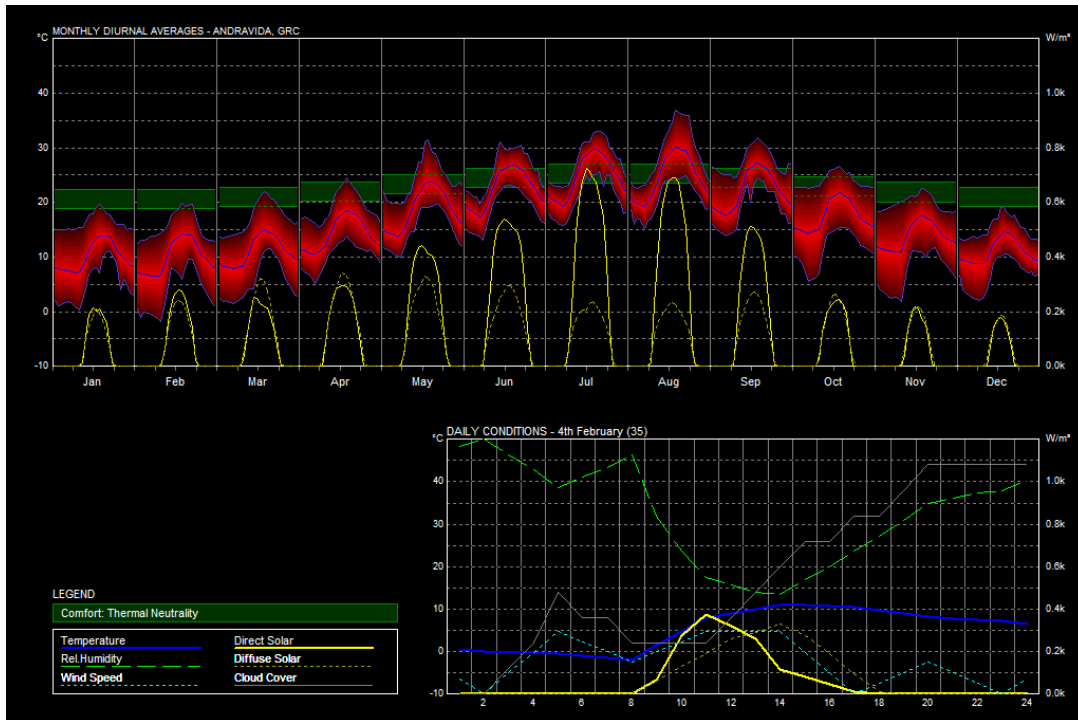 MONTHLY DIURNAL AVERAGES - ANDRAVIDA, GRC
°C W/m²
40 1.0k
30 0.8k
20 0.6k
10 0.4k
0 0.2k
-10 0.0k
Jan Feb Mar Apr May Jun Jul Aug Sep Oct Nov Dec
DAILY CONDITIONS - 4th February (35)
°C W/m²
40 1.0k
30 0.8k
20 0.6k
10 0.4k
0 0.2k
-10 0.0k
2 4 6 8 10 12 14 16 18 20 22 24
LEGEND
Comfort: Thermal Neutrality
Temperature Direct Solar
Rel.Humidity Diffuse Solar
Wind Speed Cloud Cover